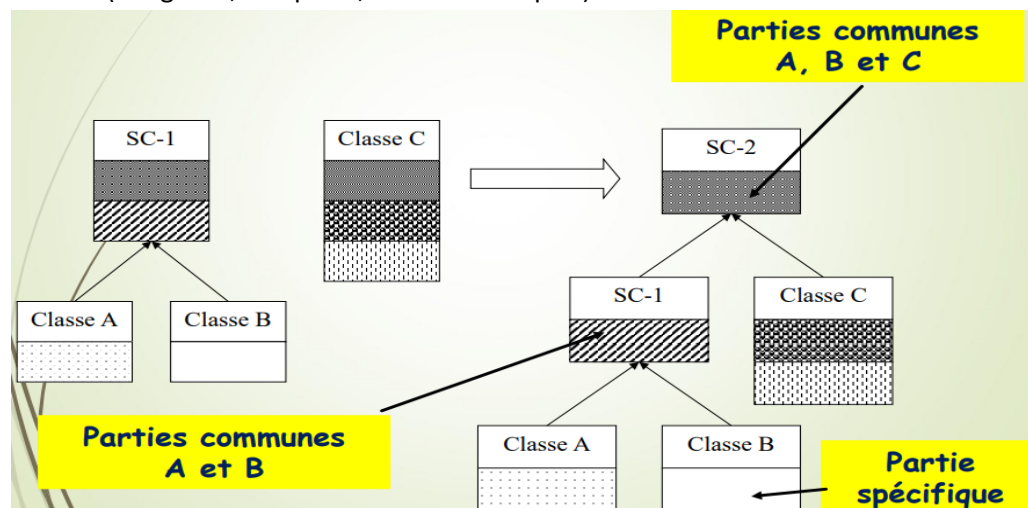 Parties communes
A, B et C
SC-1
Classe C
SC-2
SC-1
Classe C
Classe A
Classe B
Parties communes
A et B
Classe A
Classe B
Partie
spécifique